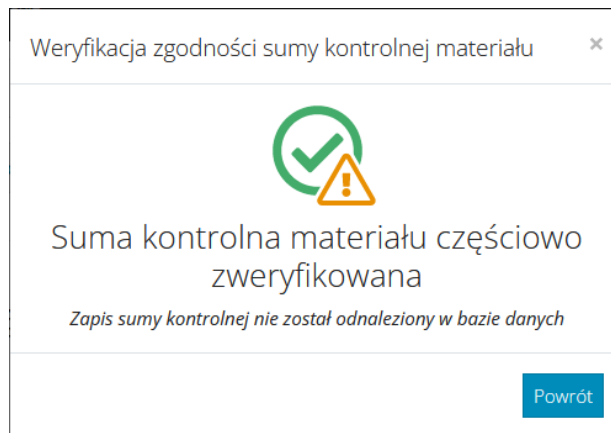 Weryfikacja zgodności sumy kontrolnej materiału ×
Suma kontrolna materiału częściowo
zweryfikowana
Zapis sumy kontrolnej nie został odnaleziony w bazie danych
Powrót